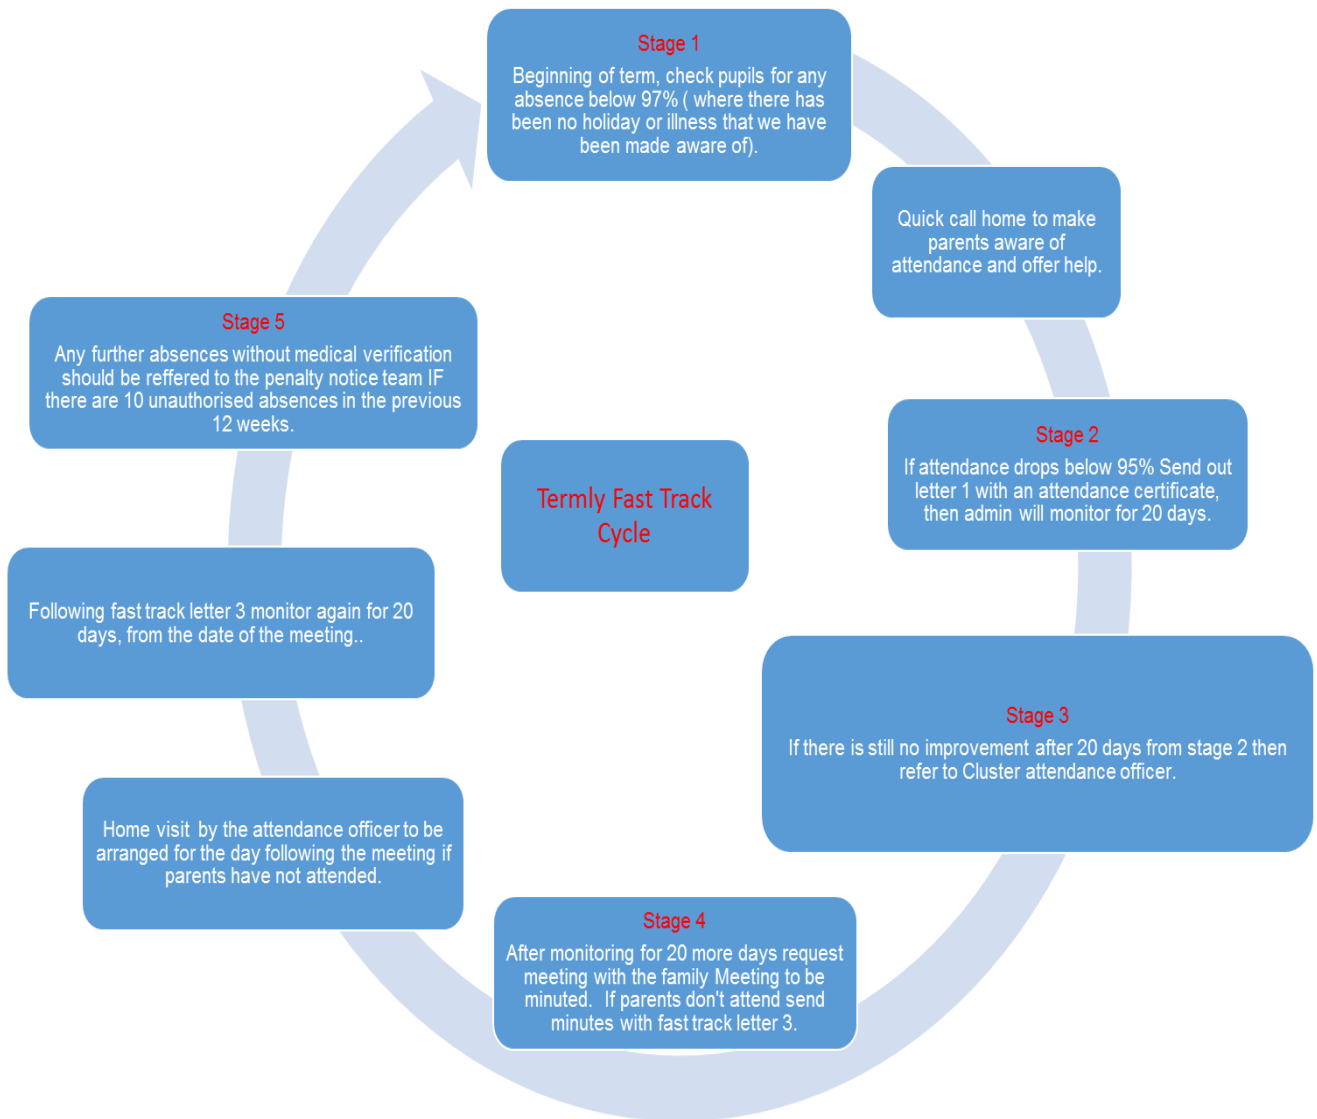 Stage 1
Beginning of term, check pupils for any
absence below 97% ( where there has
been no holiday or illness that we have
been made aware of).
Quick call home to make
parents aware of
attendance and offer help.
Stage 2
If attendance drops below 95% Send out
letter 1 with an attendance certificate,
then admin will monitor for 20 days.
Stage 3
If there is still no improvement after 20 days from stage 2 then
refer to Cluster attendance officer.
Stage 4
After monitoring for 20 more days request
meeting with the family Meeting to be
minuted.  If parents don't attend send
minutes with fast track letter 3.
Home visit  by the attendance officer to be
arranged for the day following the meeting if
parents have not attended.
Following fast track letter 3 monitor again for 20
days, from the date of the meeting..
Stage 5
Any further absences without medical verification
should be reffered to the penalty notice team IF
there are 10 unauthorised absences in the previous
12 weeks.
Termly Fast Track
Cycle